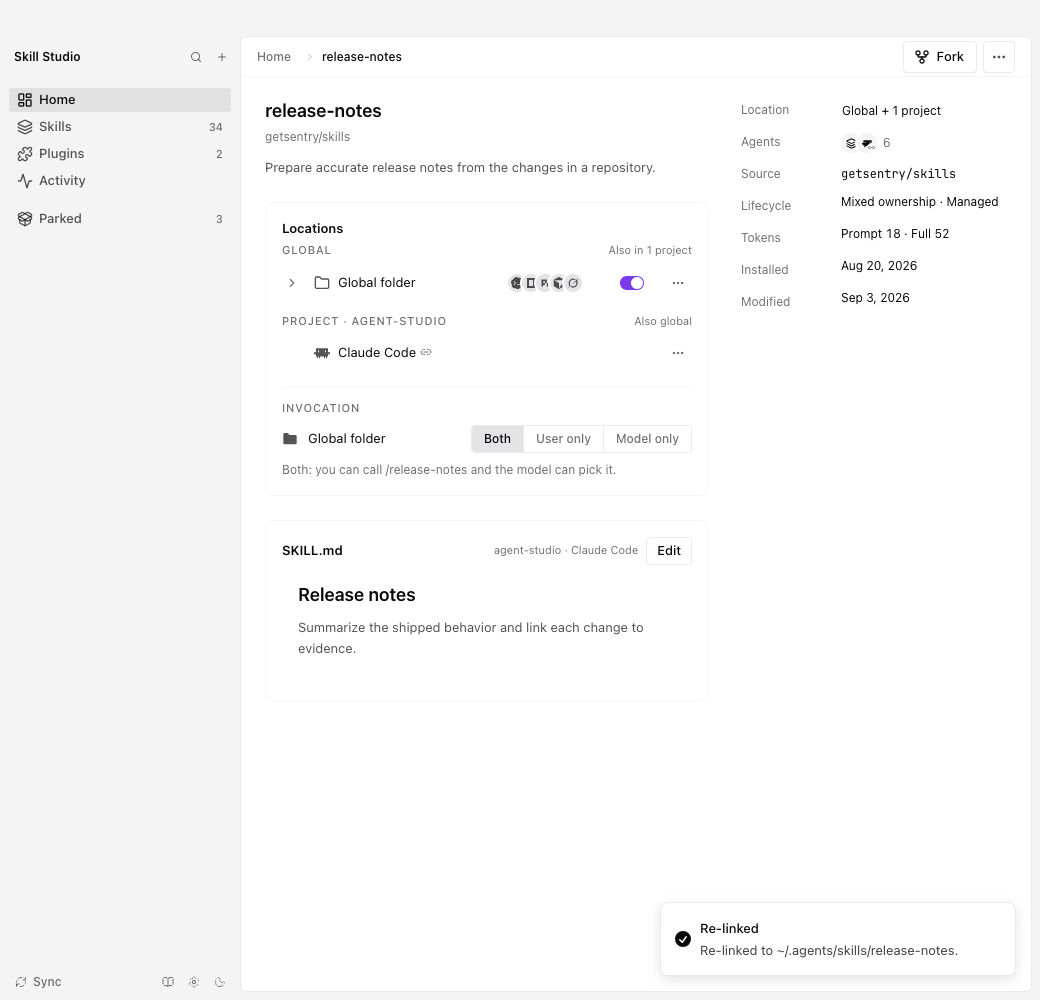 Skill Studio
Home
Skills 34
Plugins 2
Activity
Parked 3
Sync
Home release-notes
Fork
release-notes
getsentry/skills
Prepare accurate release notes from the changes in a repository.
Locations
GLOBAL Also in 1 project
Global folder
PROJECT · AGENT-STUDIO Also global
Claude Code
INVOCATION
Global folder Both User only Model only
Both: you can call /release-notes and the model can pick it.
SKILL.md agent-studio · Claude Code Edit
Release notes
Summarize the shipped behavior and link each change to
evidence.
Location Global + 1 project
Agents 6
Source getsentry/skills
Lifecycle Mixed ownership · Managed
Tokens Prompt 18 · Full 52
Installed Aug 20, 2026
Modified Sep 3, 2026
Re-linked
Re-linked to ~/.agents/skills/release-notes.